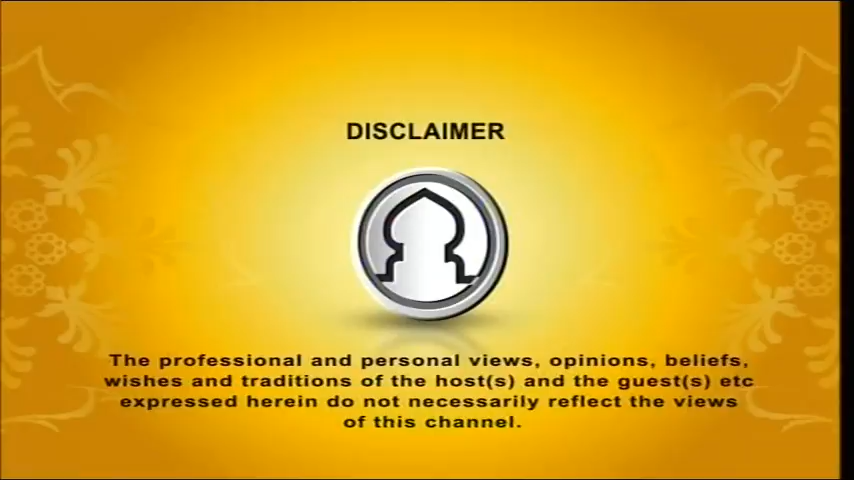 DISCLAIMER
The professional and personal views, opinions, beliefs,
wishes and traditions of the host(s) and the guest(s) etc
expressed herein do not necessarily reflect the views
of this channel.